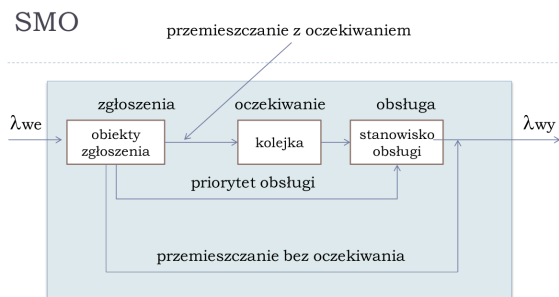 SMO
przemieszczanie z oczekiwaniem
zgłoszenia
oczekiwanie
obsługa
λwe
obiekty
zgłoszenia
kolejka
stanowisko
obsługi
λwy
priorytet obsługi
przemieszczanie bez oczekiwania